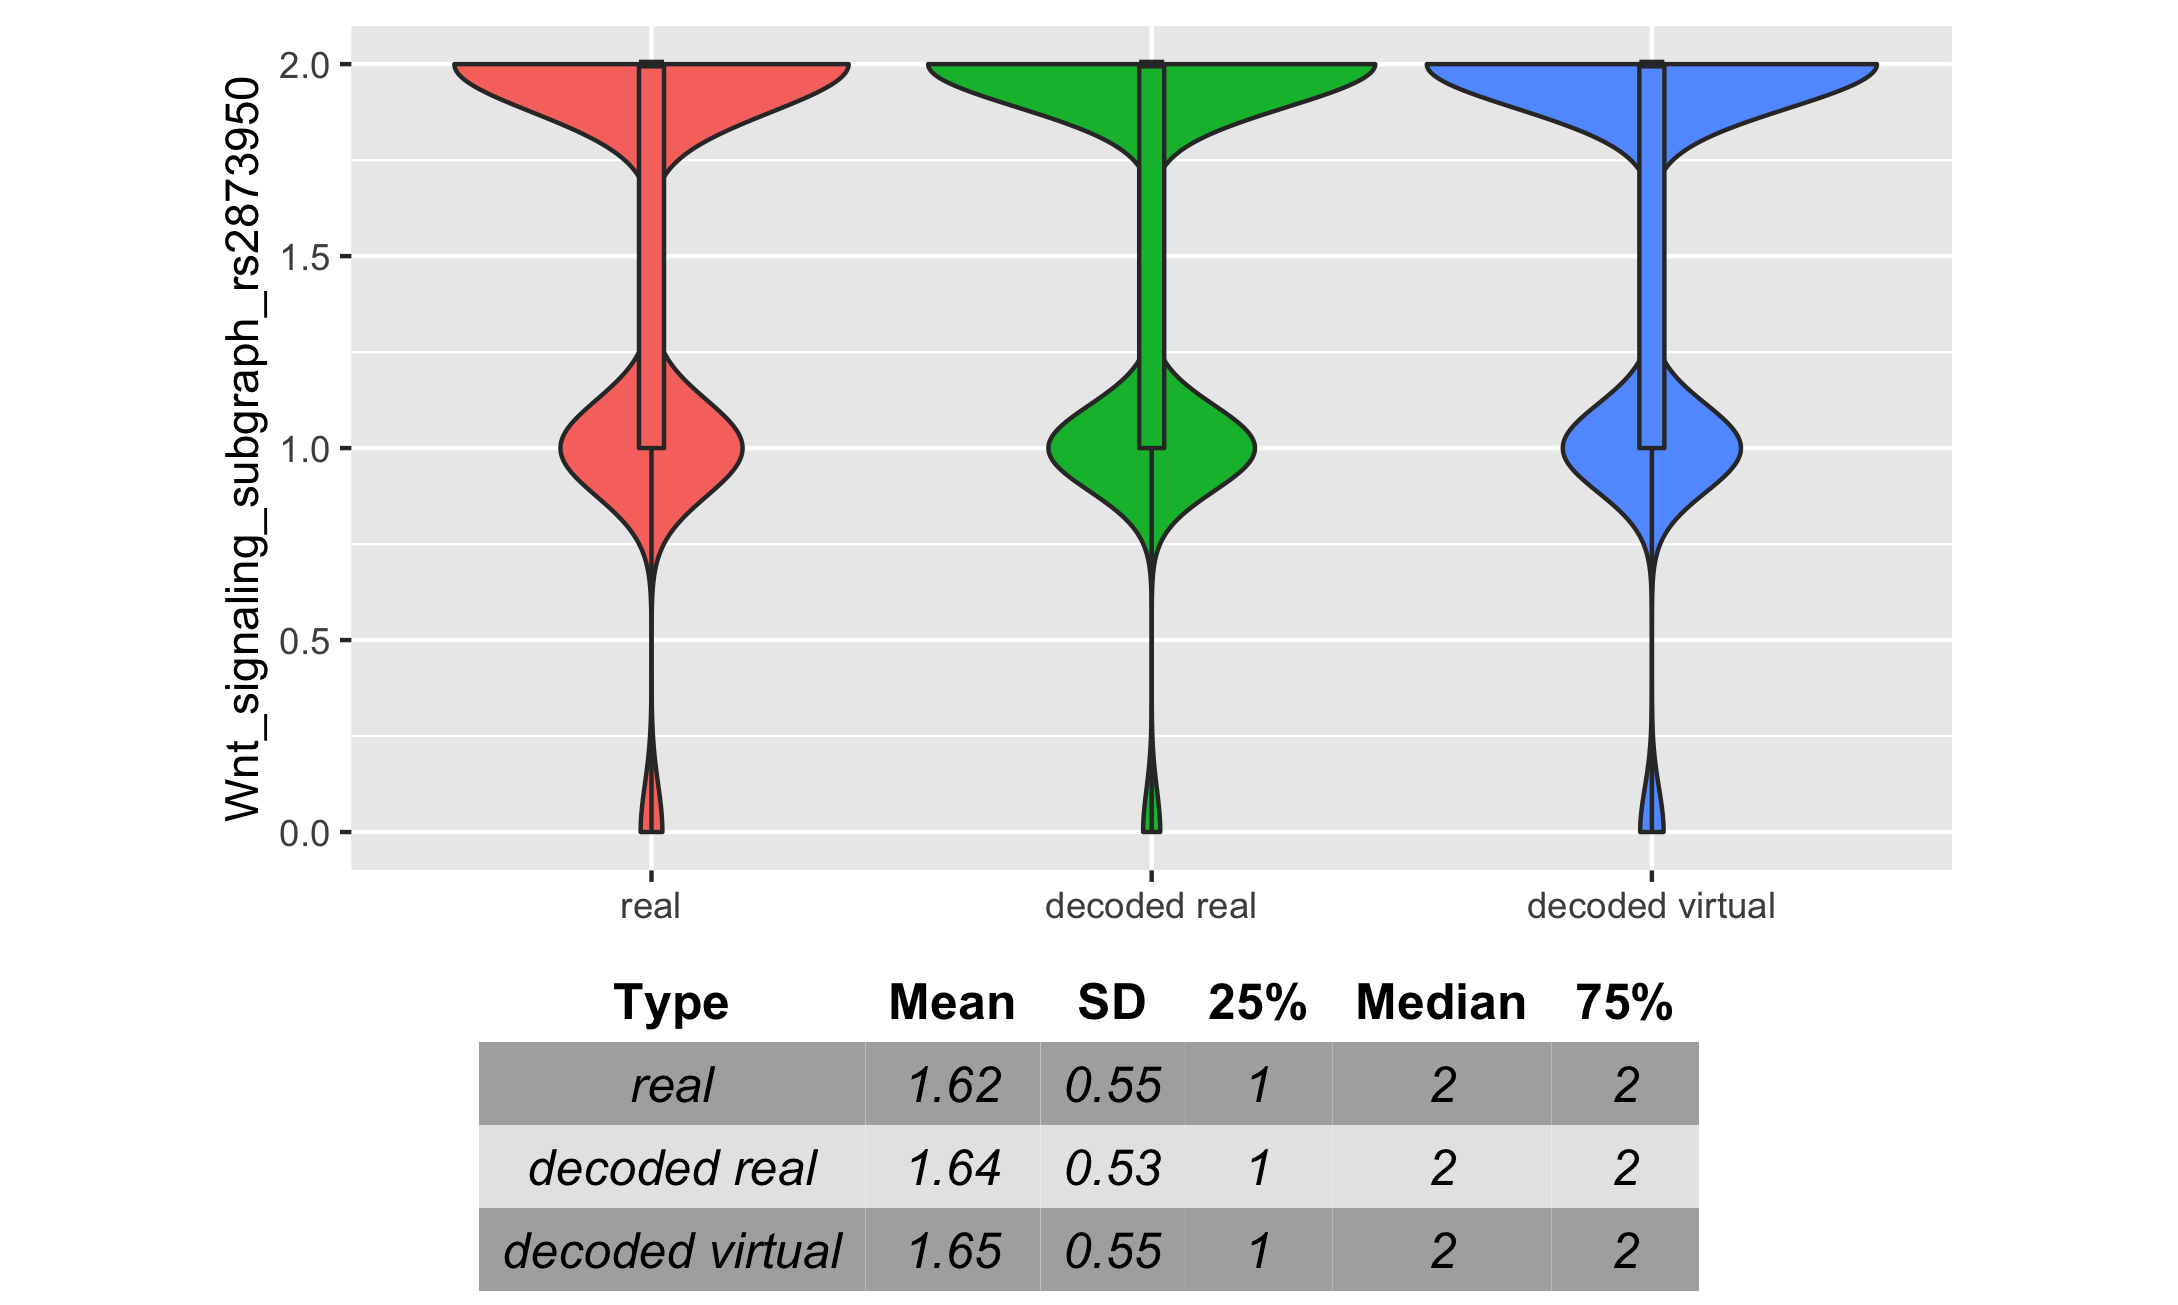 Wnt_signaling_subgraph_rs2873950
2.0
1.5
1.0
0.5
0.0
real decoded real decoded virtual
Type Mean SD 25% Median 75%
real 1.62 0.55 1 2 2
decoded real 1.64 0.53 1 2 2
decoded virtual 1.65 0.55 1 2 2